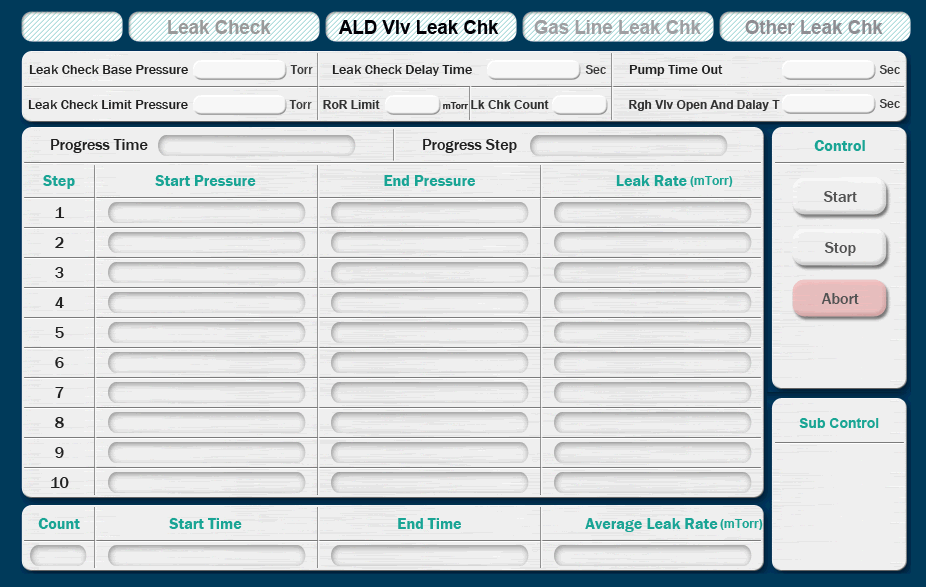 Leak Check ALD Vlv Leak Chk Gas Line Leak Chk Other Leak Chk
Leak Check Base Pressure Torr Leak Check Delay Time Sec Pump Time Out Sec
Leak Check Limit Pressure Torr RoR Limit mTorr Lk Chk Count Rgh Vlv Open And Dalay T Sec
Progress Time Progress Step Control
Step Start Pressure End Pressure Leak Rate (mTorr)
1 Start
2 Stop
3
4 Abort
5
6
7
8 Sub Control
9
10
Count Start Time End Time Average Leak Rate (mTorr)